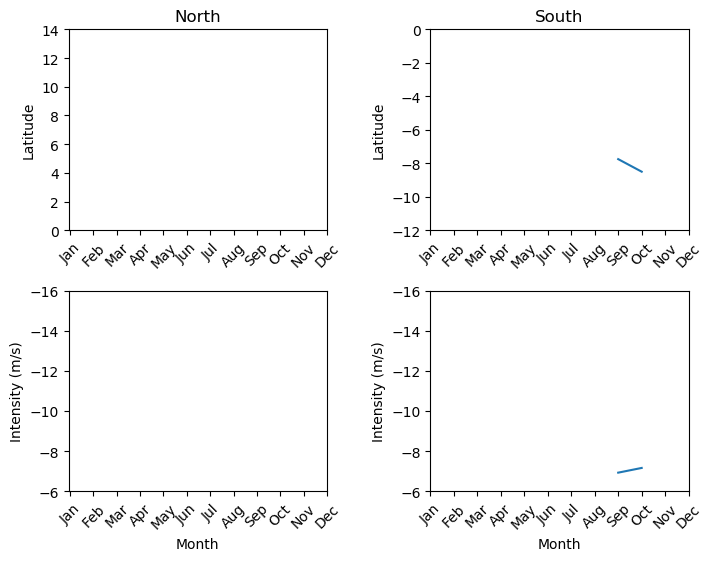 North
South
14
12
10
8
6
4
2
0
Latitude
Jan Feb Mar Apr May Jun Jul Aug Sep Oct Nov Dec
0
−2
−4
−6
−8
−10
−12
Latitude
Jan Feb Mar Apr May Jun Jul Aug Sep Oct Nov Dec
−16
−14
−12
−10
−8
−6
Intensity (m/s)
Jan Feb Mar Apr May Jun Jul Aug Sep Oct Nov Dec
Month
−16
−14
−12
−10
−8
−6
Intensity (m/s)
Jan Feb Mar Apr May Jun Jul Aug Sep Oct Nov Dec
Month